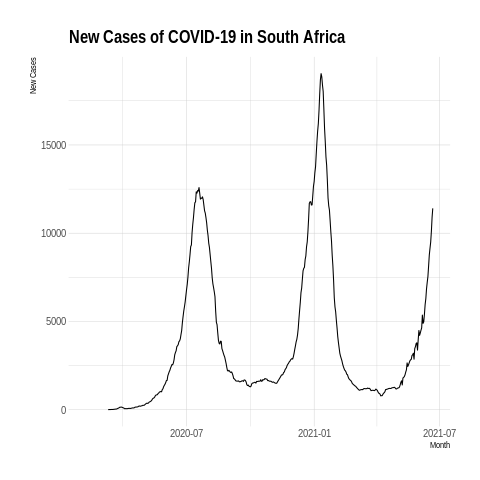 New Cases of COVID-19 in South Africa
New Cases
15000
10000
5000
0
2020-07
2021-01
2021-07
Month